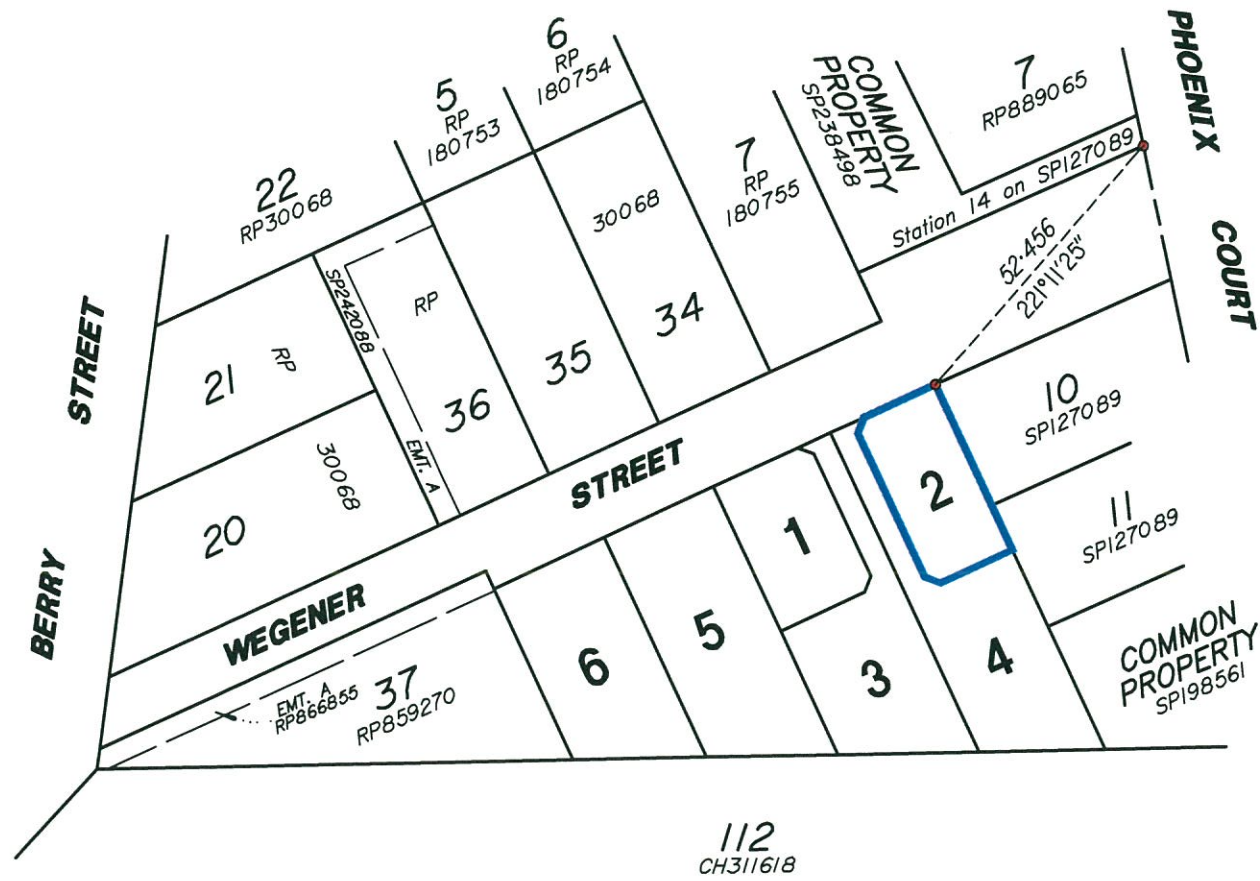 6
RP
180754
5
RP
180753
22
RP30068
COMMON
PROPERTY
SP238498
7
RP889065
PHOENIX
COURT
7
RP
180755
Station 14 on SP127089
30068
52·456
221°11'25"
SP242088
RP
21
RP
34
35
36
EMT. A
20
30068
BERRY STREET
WEGENER STREET
10
SP127089
2
11
SP127089
1
5
6
3
4
COMMON
PROPERTY
SP198561
EMT. A
RP866855
37
RP859270
112
CH311618